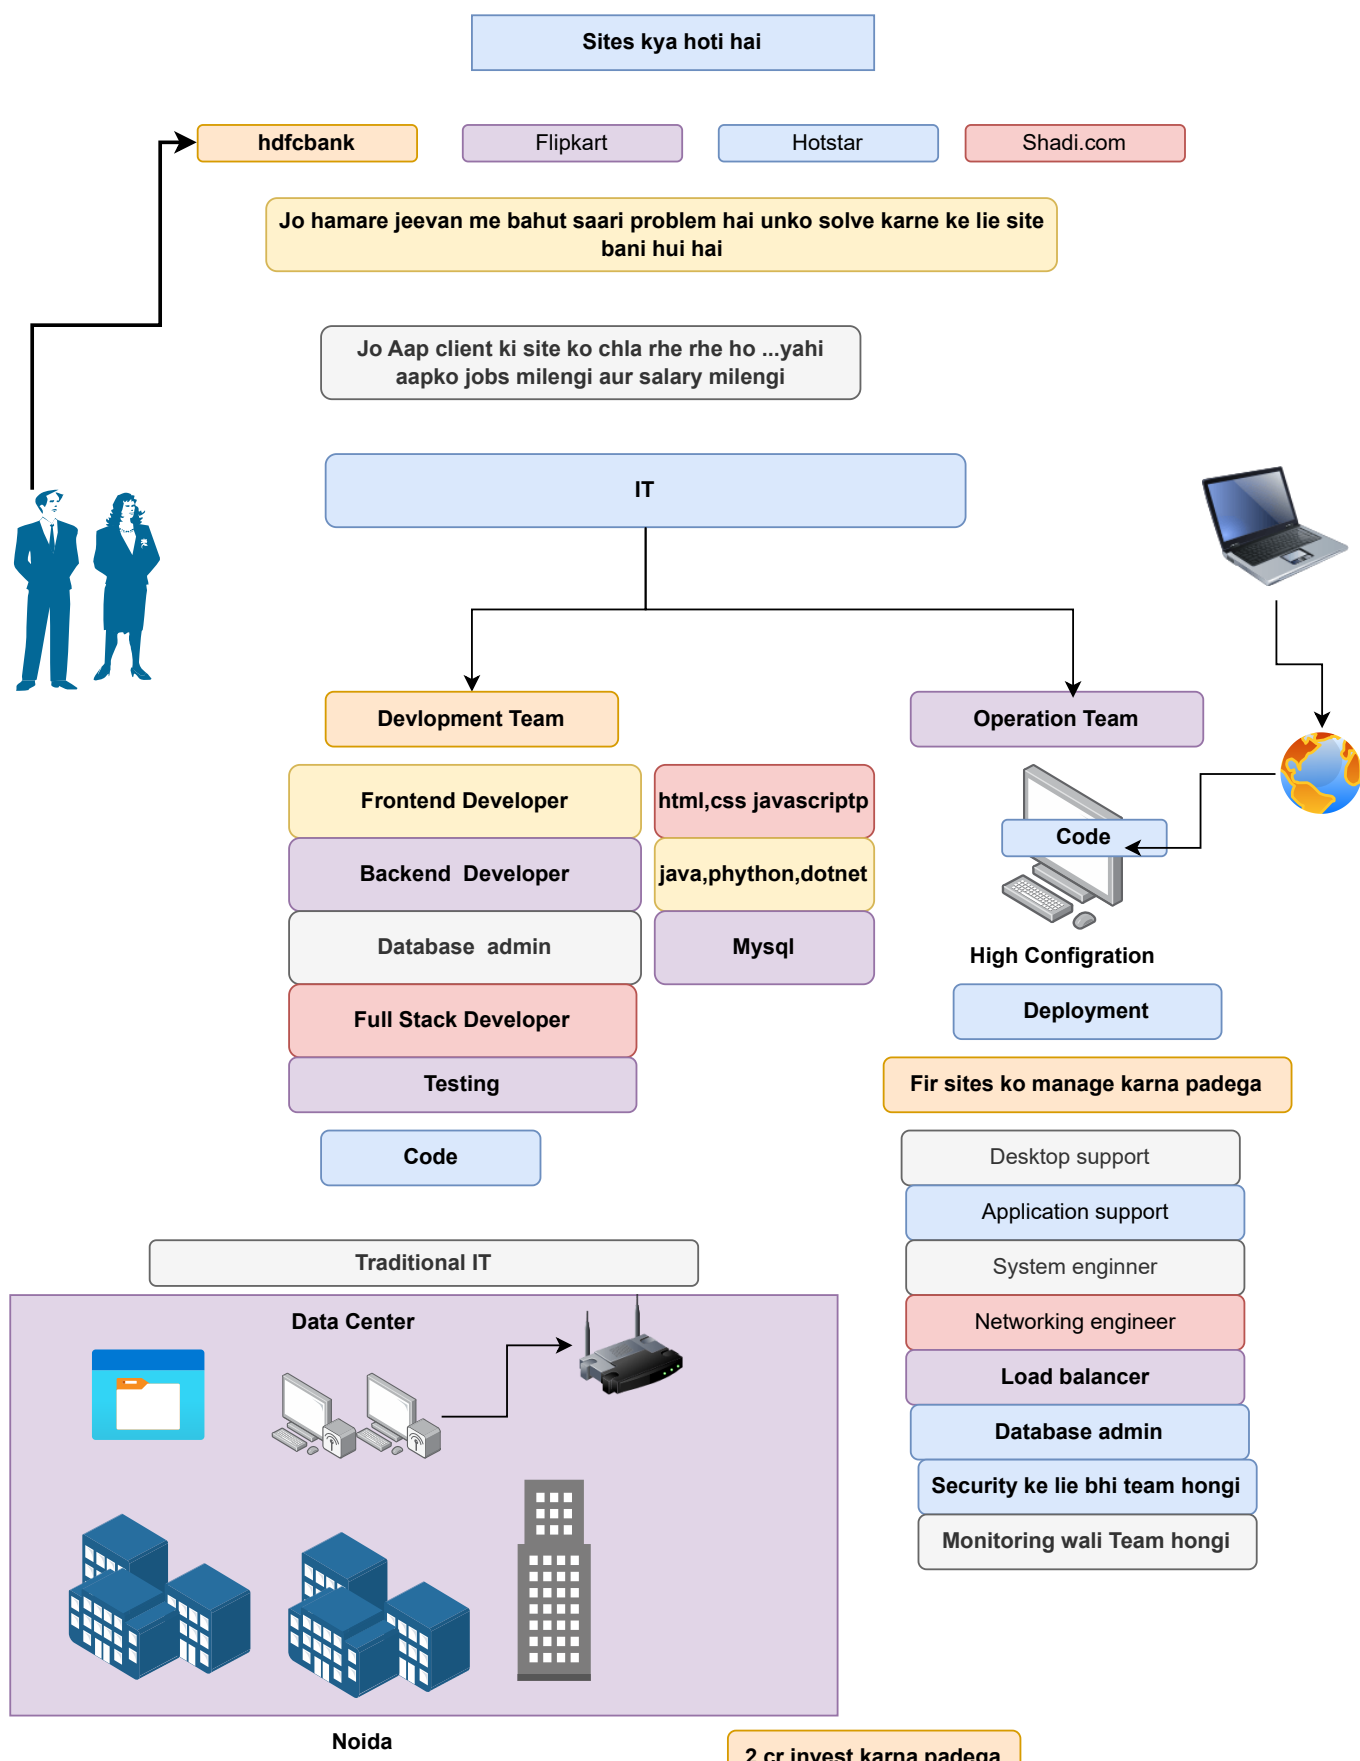 Sites kya hoti hai
hdfcbank
Flipkart
Hotstar
Shadi.com
Jo hamare jeevan me bahut saari problem hai unko solve karne ke lie site
bani hui hai
Jo Aap client ki site ko chla rhe rhe ho ...yahi
aapko jobs milengi aur salary milengi
IT
Devlopment Team
Operation Team
Frontend Developer
html,css javascriptp
Backend  Developer
java,phython,dotnet
Database  admin
Mysql
Full Stack Developer
Testing
Code
Code
High Configration
Deployment
Fir sites ko manage karna padega
Desktop support
Application support
System enginner
Networking engineer
Load balancer
Database admin
Security ke lie bhi team hongi
Monitoring wali Team hongi
Traditional IT
Data Center
Noida
2 cr invest karna padega